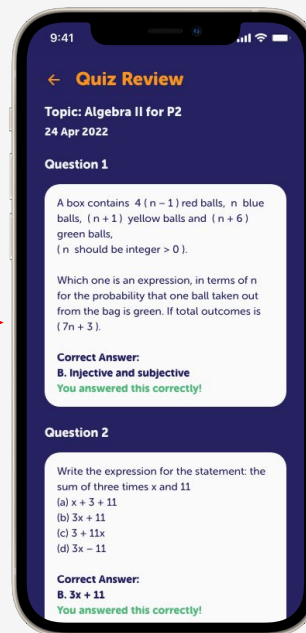 9:41
← Quiz Review
Topic: Algebra II for P2
24 Apr 2022
Question 1
A box contains 4 ( n – 1 ) red balls, n blue
balls, ( n + 1 ) yellow balls and ( n + 6 )
green balls,
( n should be integer > 0 ).
Which one is an expression, in terms of n
for the probability that one ball taken out
from the bag is green. If total outcomes is
( 7n + 3 ).
Correct Answer:
B. Injective and subjective
You answered this correctly!
Question 2
Write the expression for the statement: the
sum of three times x and 11
(a) x + 3 + 11
(b) 3x + 11
(c) 3 + 11x
(d) 3x – 11
Correct Answer:
B. 3x + 11
You answered this correctly!